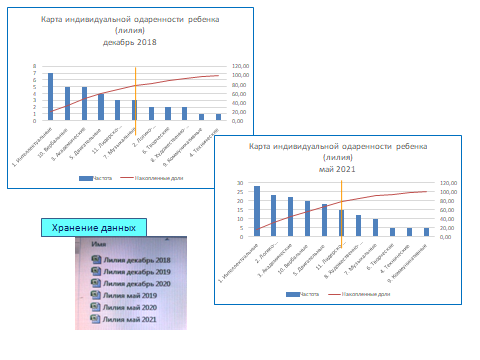 Карта индивидуальной одаренности ребенка
(лилия)
декабрь 2018
8
7
6
5
4
3
2
1
0
120,00
100,00
80,00
60,00
40,00
20,00
0,00
1. Интеллектуальные
10. Вербальные
3. Академические
5. Двигательные
11. Лидерско-…
7. Музыкальные
2. Логико-…
6. Творческие
8. Художественно-…
9. Коммуникативные
4. Технические
Частота
Накопленные доли
Карта индивидуальной одаренности ребенка
(лилия)
май 2021
30
25
20
15
10
5
0
120,00
100,00
80,00
60,00
40,00
20,00
0,00
1. Интеллектуальные
2. Логико-…
3. Академические
10. Вербальные
5. Двигательные
11. Лидерско-…
8. Художественно-…
7. Музыкальные
6. Творческие
4. Технические
9. Коммуникативные
Частота
Накопленные доли
Хранение данных
Имя
Лилия декабрь 2018
Лилия декабрь 2019
Лилия декабрь 2020
Лилия май 2019
Лилия май 2020
Лилия май 2021